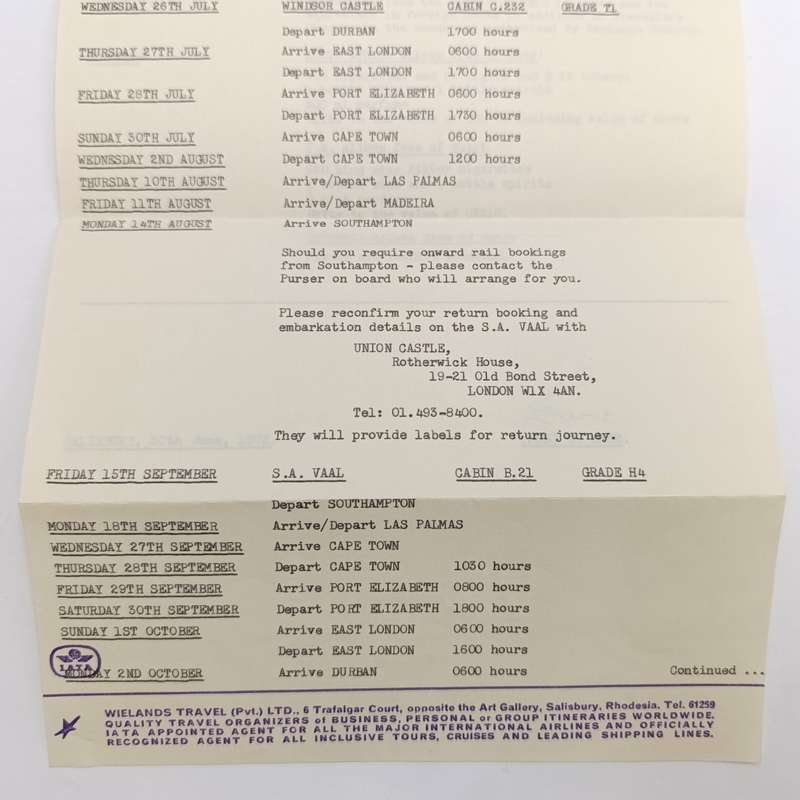 WEDNESDAY 26TH JULY WINDSOR CASTLE CABIN C.232 GRADE T1
Depart DURBAN 1700 hours
THURSDAY 27TH JULY Arrive EAST LONDON 0600 hours
Depart EAST LONDON 1700 hours
FRIDAY 28TH JULY Arrive PORT ELIZABETH 0600 hours
Depart PORT ELIZABETH 1730 hours
SUNDAY 30TH JULY Arrive CAPE TOWN 0600 hours
WEDNESDAY 2ND AUGUST Depart CAPE TOWN 1200 hours
THURSDAY 10TH AUGUST Arrive/Depart LAS PALMAS
FRIDAY 11TH AUGUST Arrive/Depart MADEIRA
MONDAY 14TH AUGUST Arrive SOUTHAMPTON
Should you require onward rail bookings
from Southampton - please contact the
Purser on board who will arrange for you.
Please reconfirm your return booking and
embarkation details on the S.A. VAAL with
UNION CASTLE,
Rotherwick House,
19-21 Old Bond Street,
LONDON W1X 4AN.
Tel: 01.493-8400.
They will provide labels for return journey.
FRIDAY 15TH SEPTEMBER S.A. VAAL CABIN B.21 GRADE H4
Depart SOUTHAMPTON
MONDAY 18TH SEPTEMBER Arrive/Depart LAS PALMAS
WEDNESDAY 27TH SEPTEMBER Arrive CAPE TOWN
THURSDAY 28TH SEPTEMBER Depart CAPE TOWN 1030 hours
FRIDAY 29TH SEPTEMBER Arrive PORT ELIZABETH 0800 hours
SATURDAY 30TH SEPTEMBER Depart PORT ELIZABETH 1800 hours
SUNDAY 1ST OCTOBER Arrive EAST LONDON 0600 hours
Depart EAST LONDON 1600 hours
MONDAY 2ND OCTOBER Arrive DURBAN 0600 hours Continued ...
I.A.T.A
WIELANDS TRAVEL (Pvt.) LTD., 6 Trafalgar Court, opposite the Art Gallery, Salisbury, Rhodesia. Tel. 61259
QUALITY TRAVEL ORGANIZERS of BUSINESS, PERSONAL or GROUP ITINERARIES WORLDWIDE.
IATA APPOINTED AGENT FOR ALL THE MAJOR INTERNATIONAL AIRLINES AND OFFICIALLY
RECOGNIZED AGENT FOR ALL INCLUSIVE TOURS, CRUISES AND LEADING SHIPPING LINES.